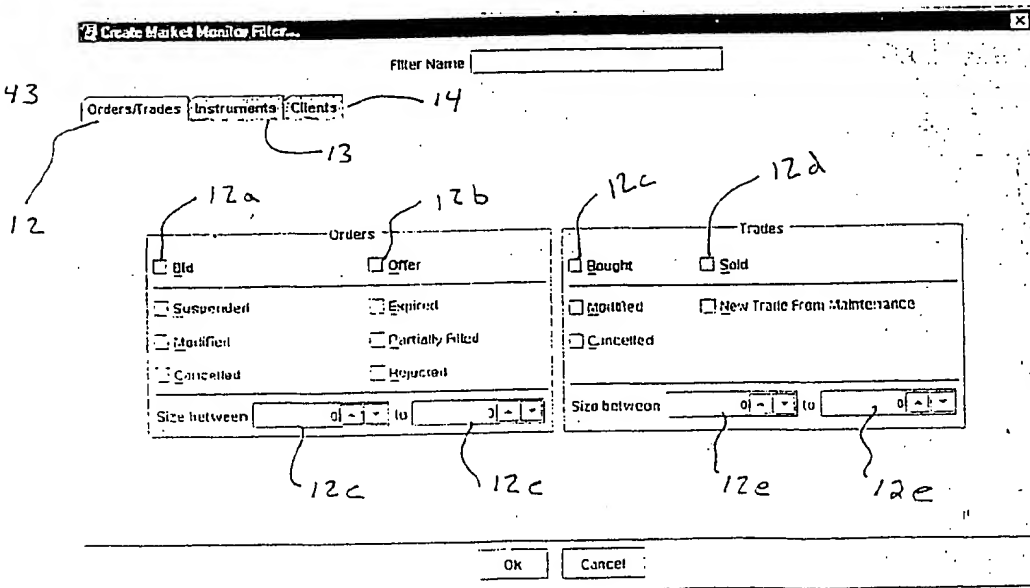 Create Market Monitor Filter...
Filter Name
43
Orders/Trades Instruments Clients 14
13
12
12a 12b 12c 12d
Orders Trades
Bid Offer Bought Sold
Suspended Expired Modified New Trade From Maintenance
Modified Partially Filled Cancelled
Cancelled Rejected
Size between 0 to 0 Size between 0 to 0
12e 12e 12e 12e
Ok Cancel